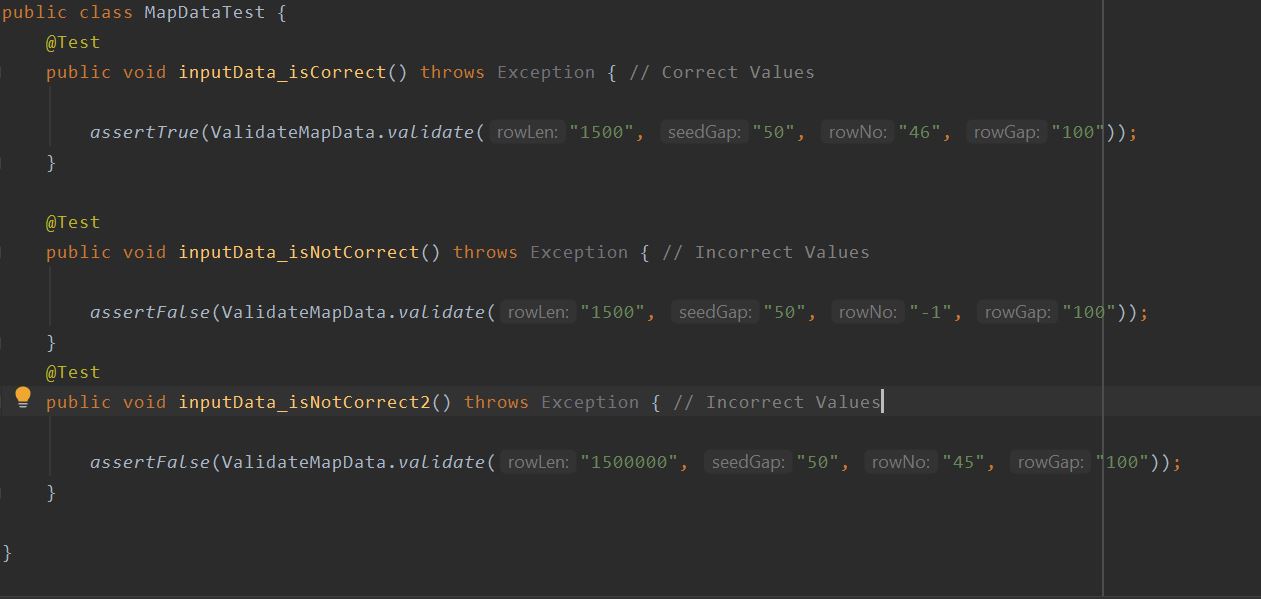 public class MapDataTest {
@Test
public void inputData_isCorrect() throws Exception { // Correct Values
assertTrue(ValidateMapData.validate( rowLen: "1500", seedGap: "50", rowNo: "46", rowGap: "100"));
}
@Test
public void inputData_isNotCorrect() throws Exception { // Incorrect Values
assertFalse(ValidateMapData.validate( rowLen: "1500", seedGap: "50", rowNo: "-1", rowGap: "100"));
}
@Test
public void inputData_isNotCorrect2() throws Exception { // Incorrect Values
assertFalse(ValidateMapData.validate( rowLen: "1500000", seedGap: "50", rowNo: "45", rowGap: "100"));
}
}